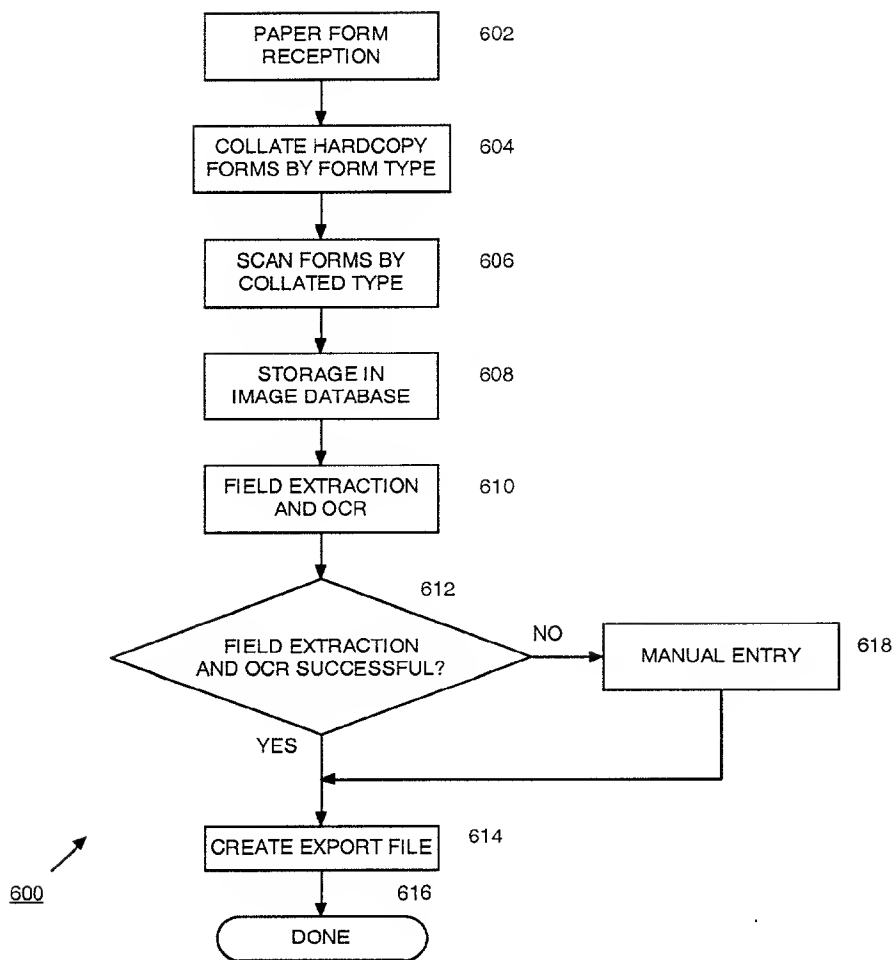 PAPER FORM
RECEPTION
602
COLLATE HARDCOPY
FORMS BY FORM TYPE
604
SCAN FORMS BY
COLLATED TYPE
606
STORAGE IN
IMAGE DATABASE
608
FIELD EXTRACTION
AND OCR
610
612
FIELD EXTRACTION
AND OCR SUCCESSFUL?
NO
MANUAL ENTRY
618
YES
CREATE EXPORT FILE
614
600
616
DONE